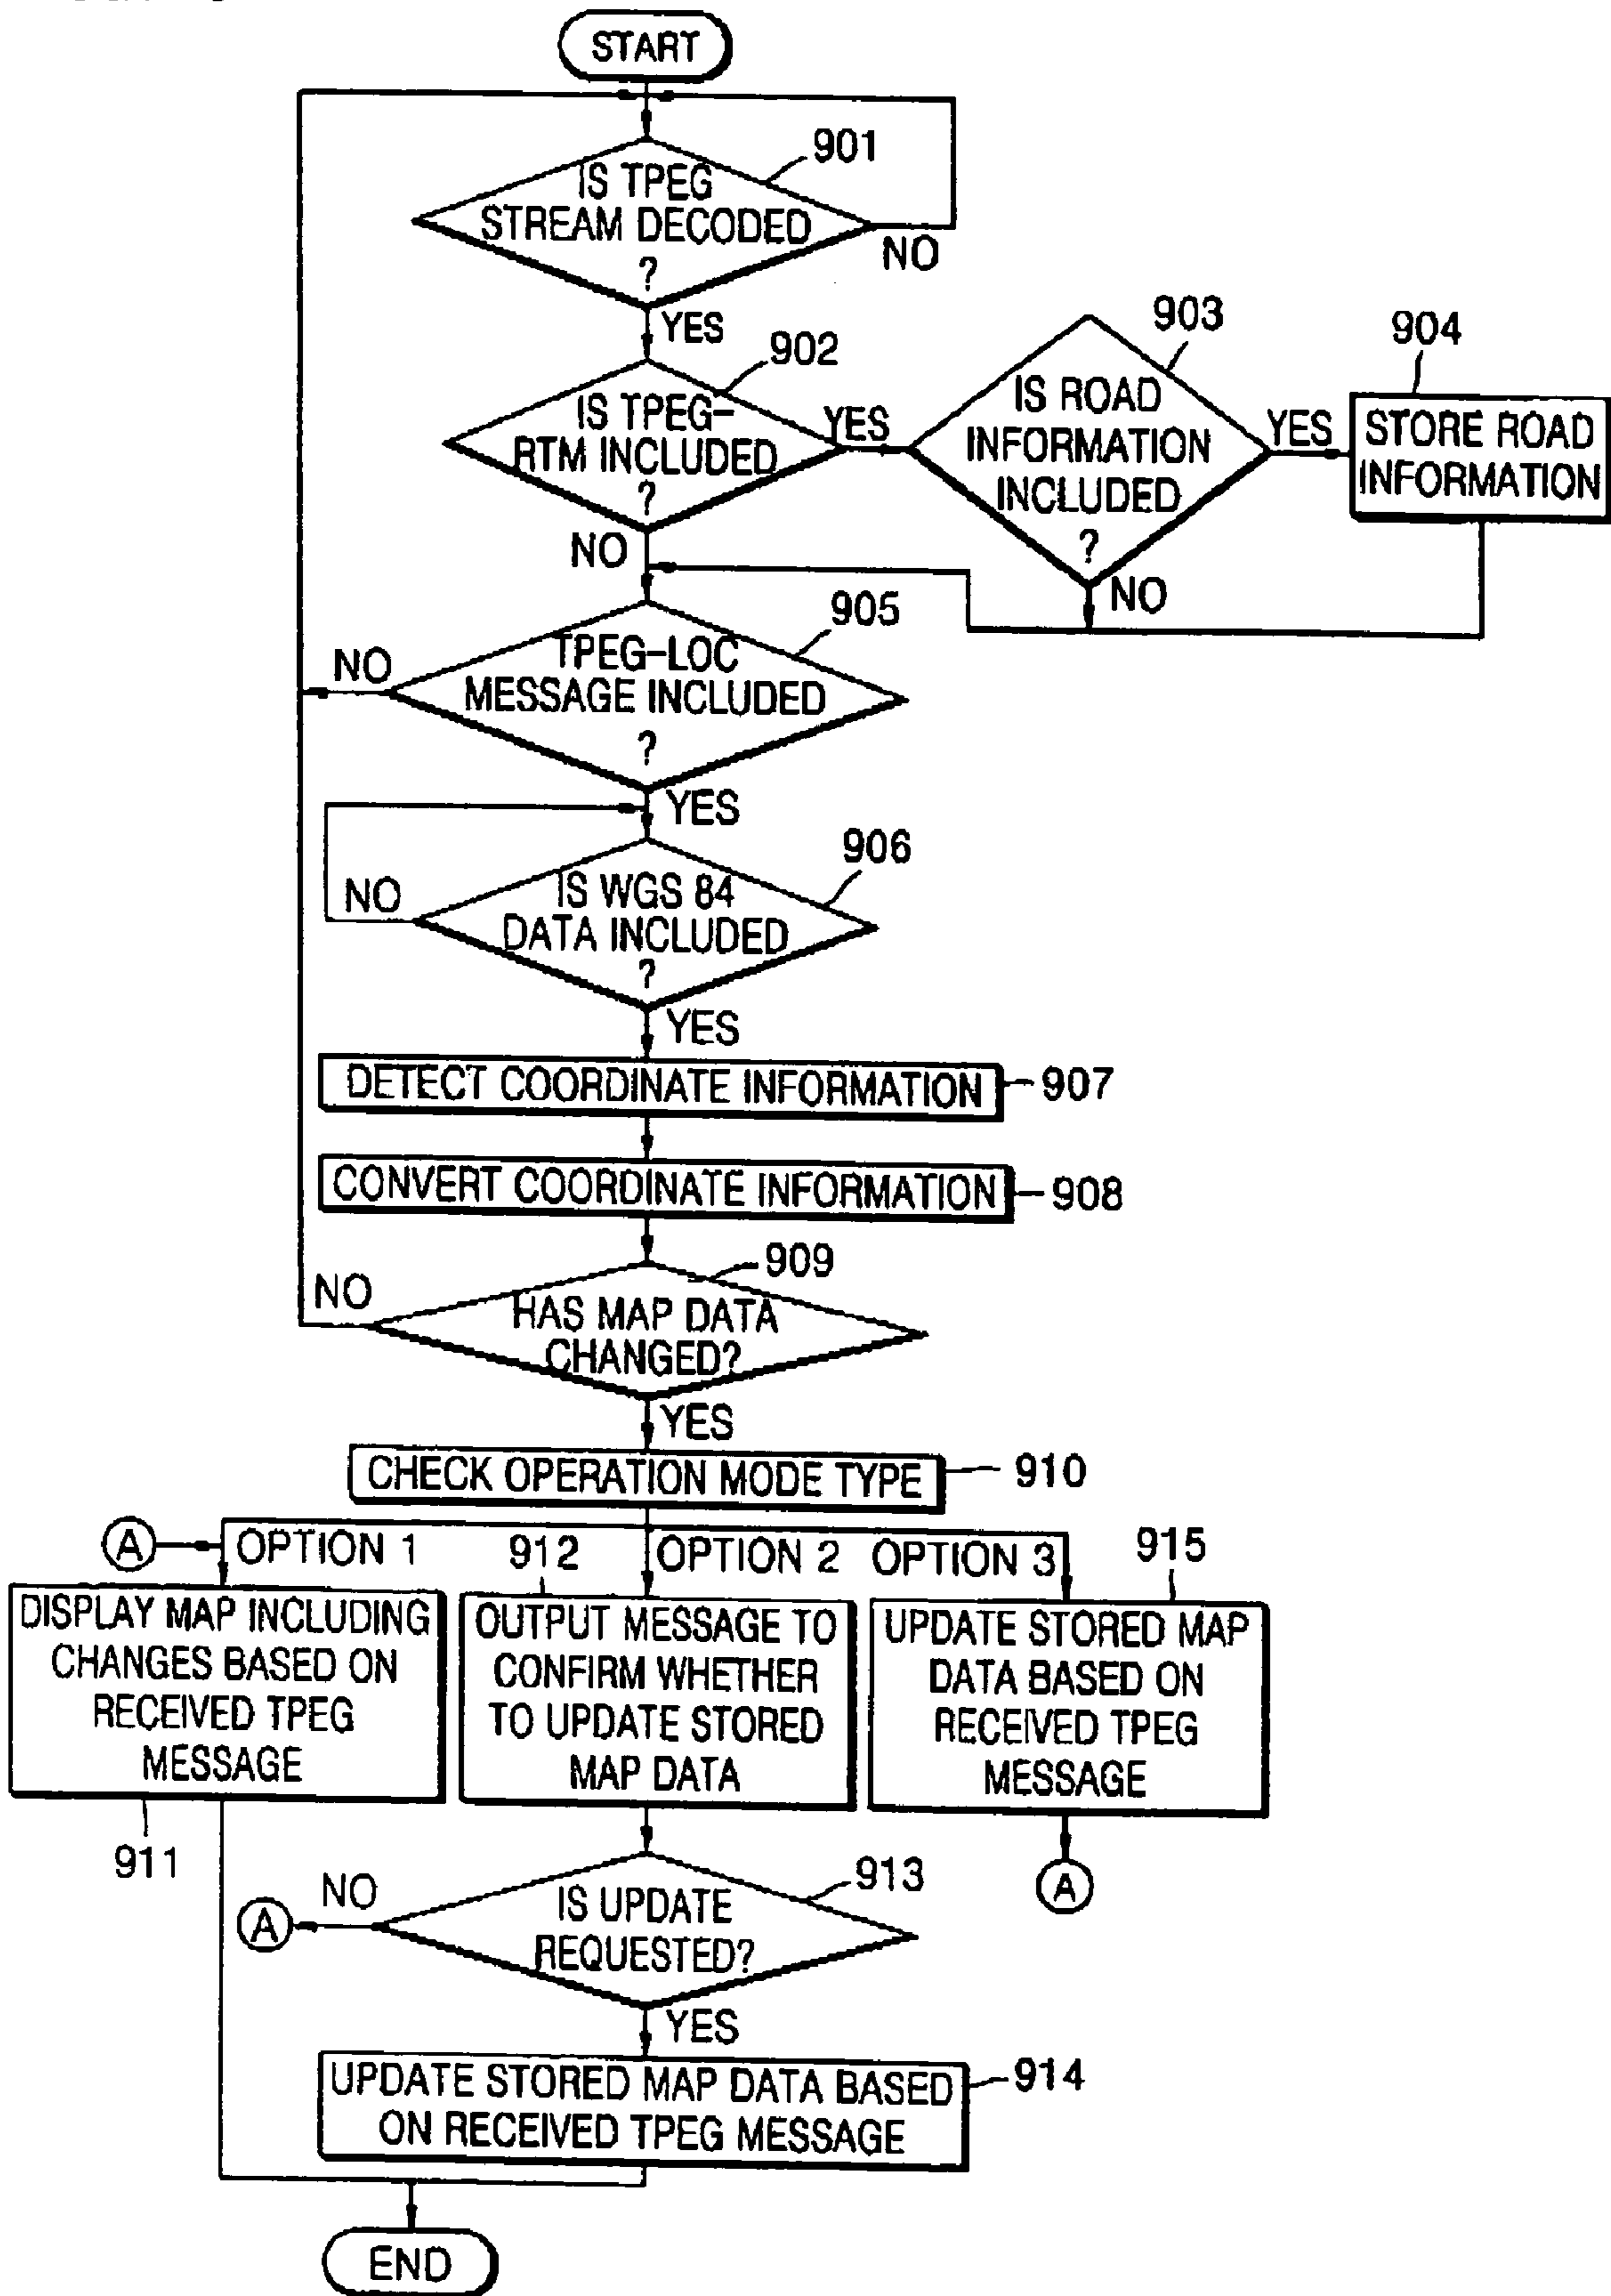 START
901
IS TPEG
STREAM DECODED
?
NO
YES
902
IS TPEG-
RTM INCLUDED
?
YES
NO
903
IS ROAD
INFORMATION
INCLUDED
?
YES
NO
904
STORE ROAD
INFORMATION
905
TPEG-LOC
MESSAGE INCLUDED
?
NO
YES
906
IS WGS 84
DATA INCLUDED
?
NO
YES
DETECT COORDINATE INFORMATION
907
CONVERT COORDINATE INFORMATION
908
909
HAS MAP DATA
CHANGED?
NO
YES
CHECK OPERATION MODE TYPE
910
A
OPTION 1
912
OPTION 2
OPTION 3
915
DISPLAY MAP INCLUDING
CHANGES BASED ON
RECEIVED TPEG
MESSAGE
911
OUTPUT MESSAGE TO
CONFIRM WHETHER
TO UPDATE STORED
MAP DATA
UPDATE STORED MAP
DATA BASED ON
RECEIVED TPEG
MESSAGE
A
913
IS UPDATE
REQUESTED?
NO
A
YES
UPDATE STORED MAP DATA BASED
ON RECEIVED TPEG MESSAGE
914
END